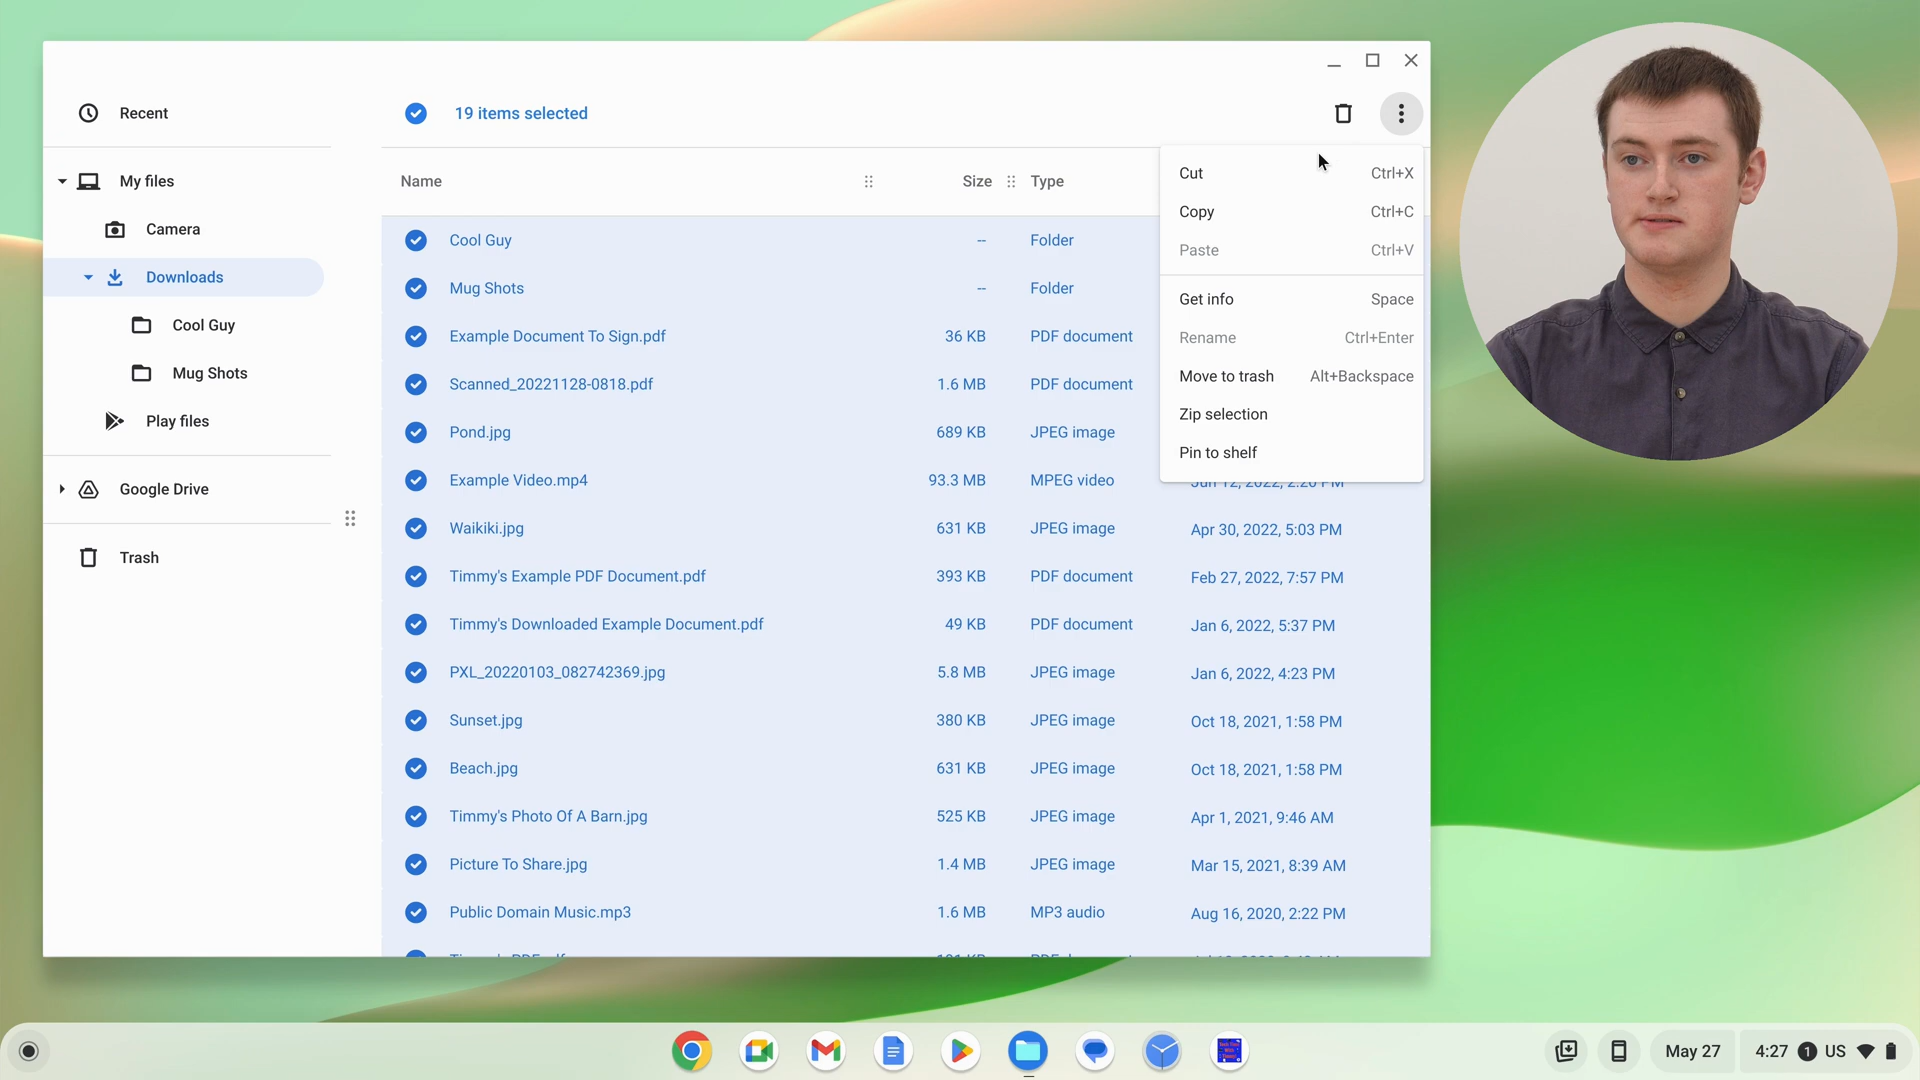 Recent
My files
Camera
Downloads
Cool Guy
Mug Shots
Play files
Google Drive
Trash
19 items selected
Name Size Type
Cool Guy -- Folder
Mug Shots -- Folder
Example Document To Sign.pdf 36 KB PDF document
Scanned_20221128-0818.pdf 1.6 MB PDF document
Pond.jpg 689 KB JPEG image
Example Video.mp4 93.3 MB MPEG video
Waikiki.jpg 631 KB JPEG image Apr 30, 2022, 5:03 PM
Timmy's Example PDF Document.pdf 393 KB PDF document Feb 27, 2022, 7:57 PM
Timmy's Downloaded Example Document.pdf 49 KB PDF document Jan 6, 2022, 5:37 PM
PXL_20220103_082742369.jpg 5.8 MB JPEG image Jan 6, 2022, 4:23 PM
Sunset.jpg 380 KB JPEG image Oct 18, 2021, 1:58 PM
Beach.jpg 631 KB JPEG image Oct 18, 2021, 1:58 PM
Timmy's Photo Of A Barn.jpg 525 KB JPEG image Apr 1, 2021, 9:46 AM
Picture To Share.jpg 1.4 MB JPEG image Mar 15, 2021, 8:39 AM
Public Domain Music.mp3 1.6 MB MP3 audio Aug 16, 2020, 2:22 PM
Cut Ctrl+X
Copy Ctrl+C
Paste Ctrl+V
Get info Space
Rename Ctrl+Enter
Move to trash Alt+Backspace
Zip selection
Pin to shelf
May 27
4:27 1 US